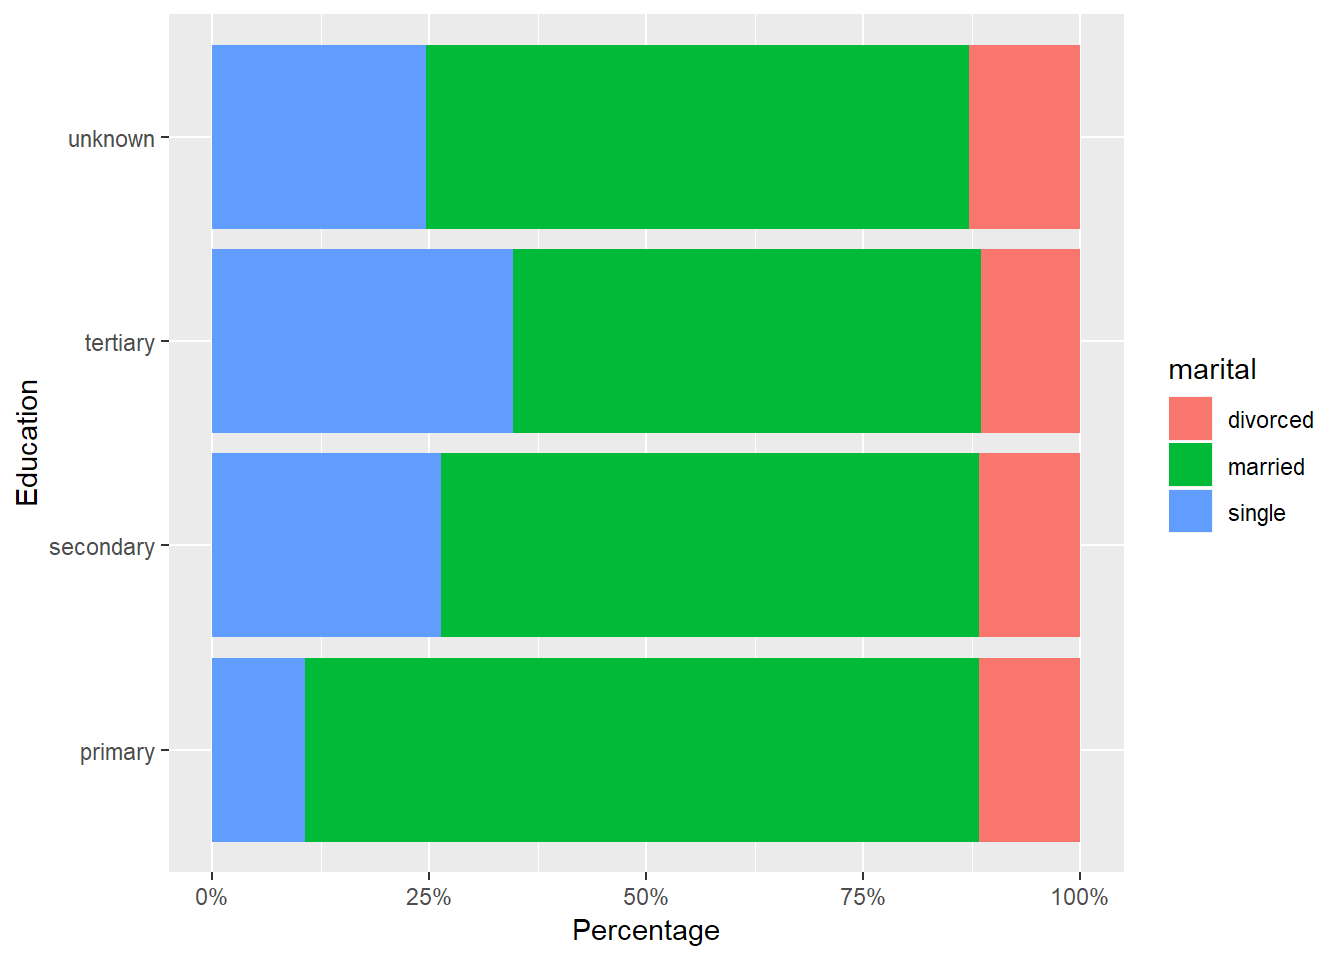 unknown
tertiary
secondary
primary
Education
0% 25% 50% 75% 100%
Percentage
marital
divorced
married
single